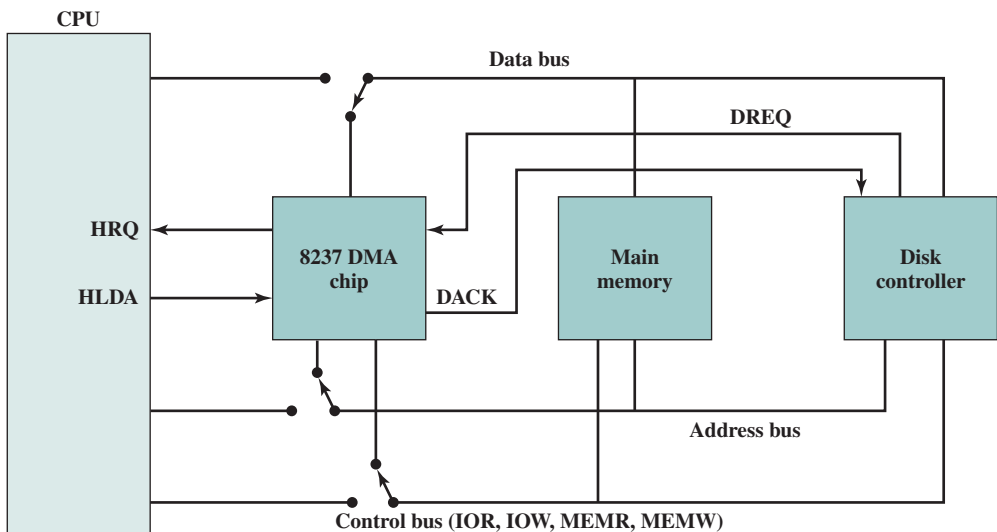 CPU
Data bus
DREQ
HRQ
8237 DMA
chip
Main
memory
Disk
controller
HLDA
DACK
Address bus
Control bus (IOR, IOW, MEMR, MEMW)